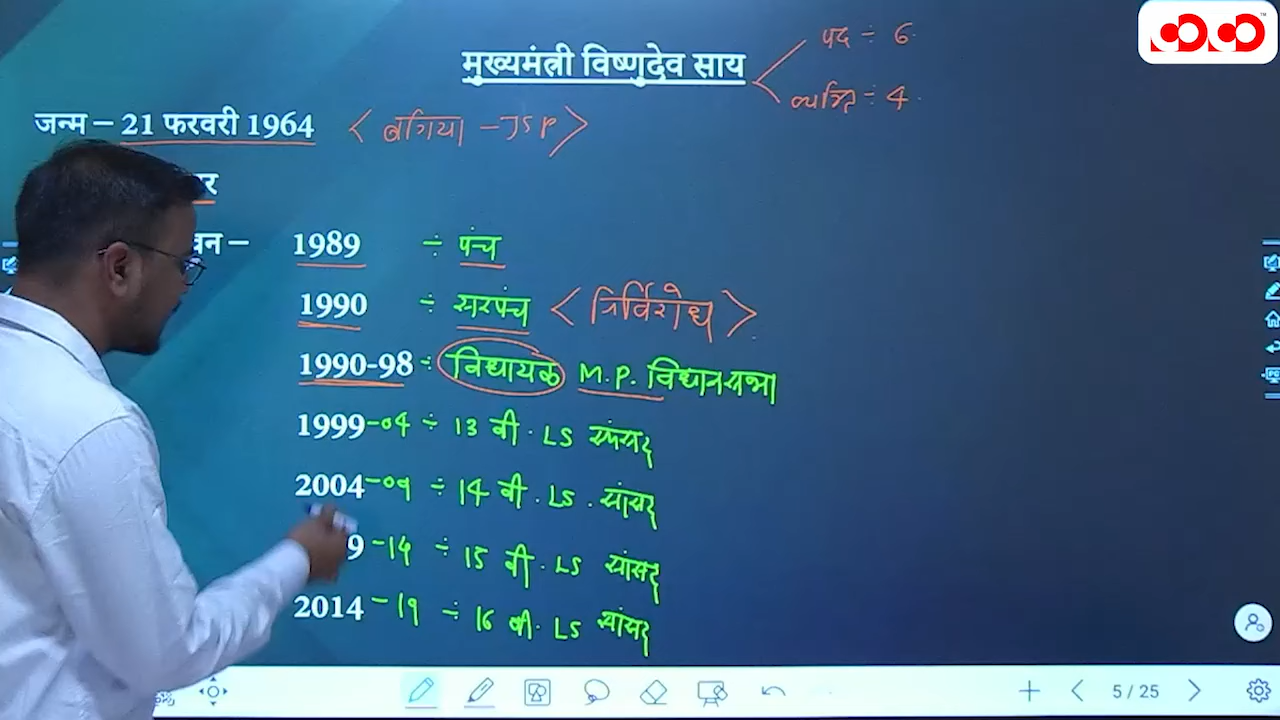 पद ÷ 6
मुख्यमंत्री विष्णुदेव साय
व्यक्ति ÷ 4
जन्म – 21 फरवरी 1964 < बगिया – JSP >
र
वन – 1989 ÷ पंच
1990 ÷ सरपंच < निर्विरोध >
1990-98 ÷ विधायक M.P. विधानसभा
1999-04 ÷ 13 वी. LS सांसद
2004-09 ÷ 14 वी. LS. सांसद
9-14 ÷ 15 वी. LS सांसद
2014-19 ÷ 16 वी. LS सांसद
5 / 25